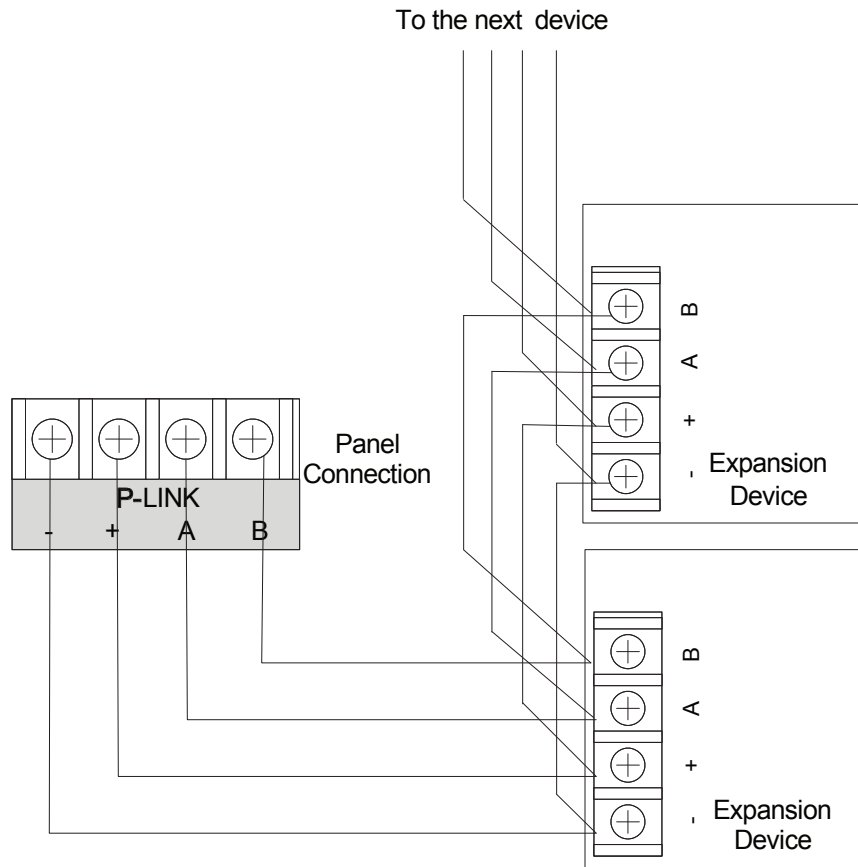 To the next device
B
A
+
-
Expansion
Device
Panel
Connection
P-LINK
- + A B
B
A
+
-
Expansion
Device